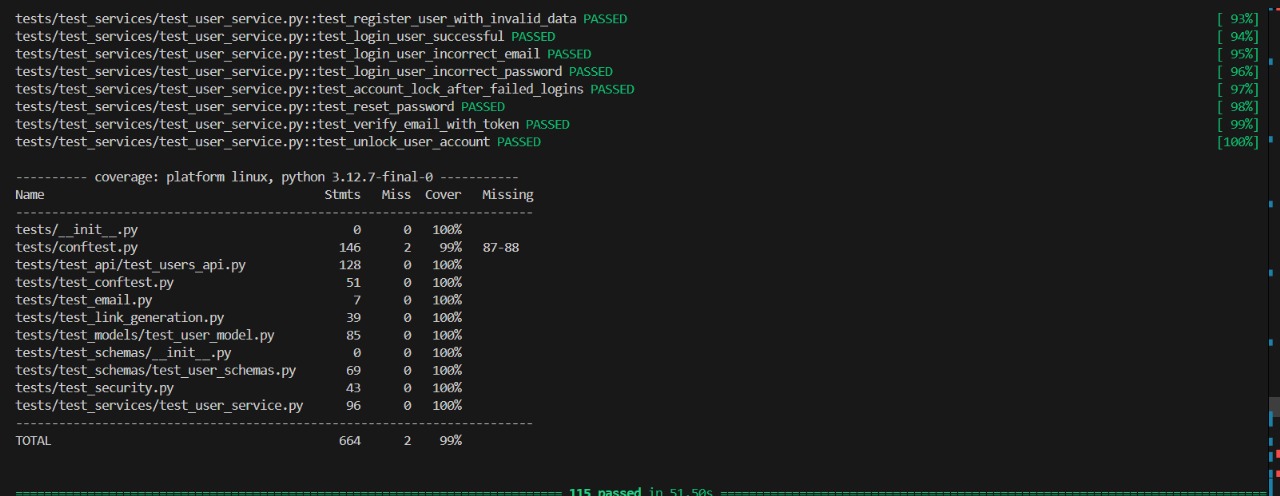 tests/test_services/test_user_service.py::test_register_user_with_invalid_data PASSED [ 93%]
tests/test_services/test_user_service.py::test_login_user_successful PASSED [ 94%]
tests/test_services/test_user_service.py::test_login_user_incorrect_email PASSED [ 95%]
tests/test_services/test_user_service.py::test_login_user_incorrect_password PASSED [ 96%]
tests/test_services/test_user_service.py::test_account_lock_after_failed_logins PASSED [ 97%]
tests/test_services/test_user_service.py::test_reset_password PASSED [ 98%]
tests/test_services/test_user_service.py::test_verify_email_with_token PASSED [ 99%]
tests/test_services/test_user_service.py::test_unlock_user_account PASSED [100%]
---------- coverage: platform linux, python 3.12.7-final-0 -----------
Name Stmts Miss Cover Missing
------------------------------------------------------------------------
tests/__init__.py 0 0 100%
tests/conftest.py 146 2 99% 87-88
tests/test_api/test_users_api.py 128 0 100%
tests/test_conftest.py 51 0 100%
tests/test_email.py 7 0 100%
tests/test_link_generation.py 39 0 100%
tests/test_models/test_user_model.py 85 0 100%
tests/test_schemas/__init__.py 0 0 100%
tests/test_schemas/test_user_schemas.py 69 0 100%
tests/test_security.py 43 0 100%
tests/test_services/test_user_service.py 96 0 100%
------------------------------------------------------------------------
TOTAL 664 2 99%
============================ 115 passed in 51.50s ============================